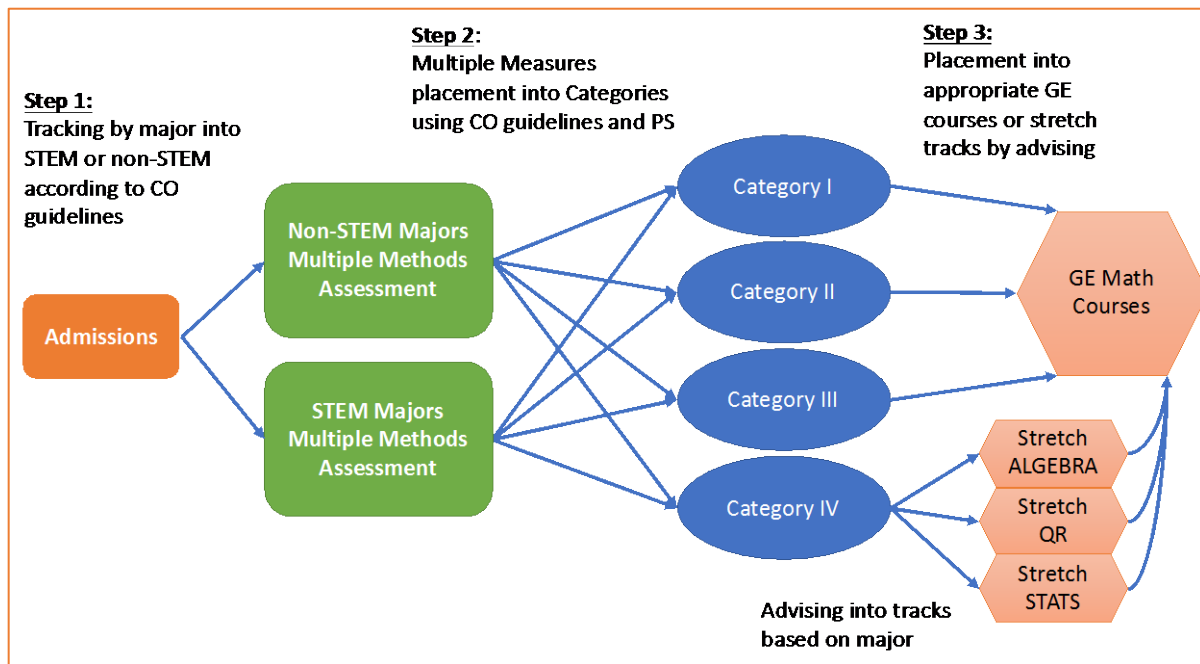 Step 1:
Tracking by major into
STEM or non-STEM
according to CO
guidelines
Step 2:
Multiple Measures
placement into Categories
using CO guidelines and PS
Step 3:
Placement into
appropriate GE
courses or stretch
tracks by advising
Admissions
Non-STEM Majors
Multiple Methods
Assessment
STEM Majors
Multiple Methods
Assessment
Category I
Category II
Category III
Category IV
GE Math
Courses
Stretch
ALGEBRA
Stretch
QR
Stretch
STATS
Advising into tracks
based on major